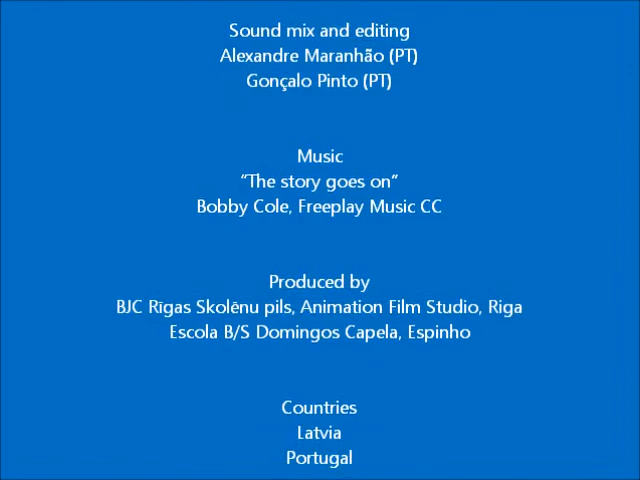 Sound mix and editing
Alexandre Maranhão (PT)
Gonçalo Pinto (PT)
Music
“The story goes on”
Bobby Cole, Freeplay Music CC
Produced by
BJC Rīgas Skolēnu pils, Animation Film Studio, Riga
Escola B/S Domingos Capela, Espinho
Countries
Latvia
Portugal